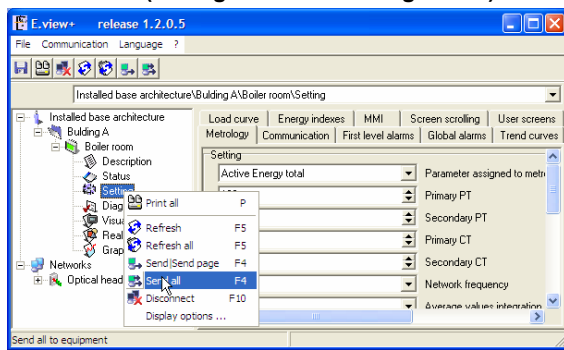 E.view+ release 1.2.0.5
File Communication Language ?
Installed base architecture\Bulding A\Boiler room\Setting
Installed base architecture
Bulding A
Boiler room
Description
Status
Setting
Diag
Visu
Real
Grap
Networks
Optical head
Load curve Energy indexes MMI Screen scrolling User screens
Metrology Communication First level alarms Global alarms Trend curves
Setting
Active Energy total Parameter assigned to metr
Primary PT
Secondary PT
Primary CT
Secondary CT
Network frequency
Average values integration
Print all P
Refresh F5
Refresh all F5
Send|Send page F4
Send all F4
Disconnect F10
Display options ...
Send all to equipment